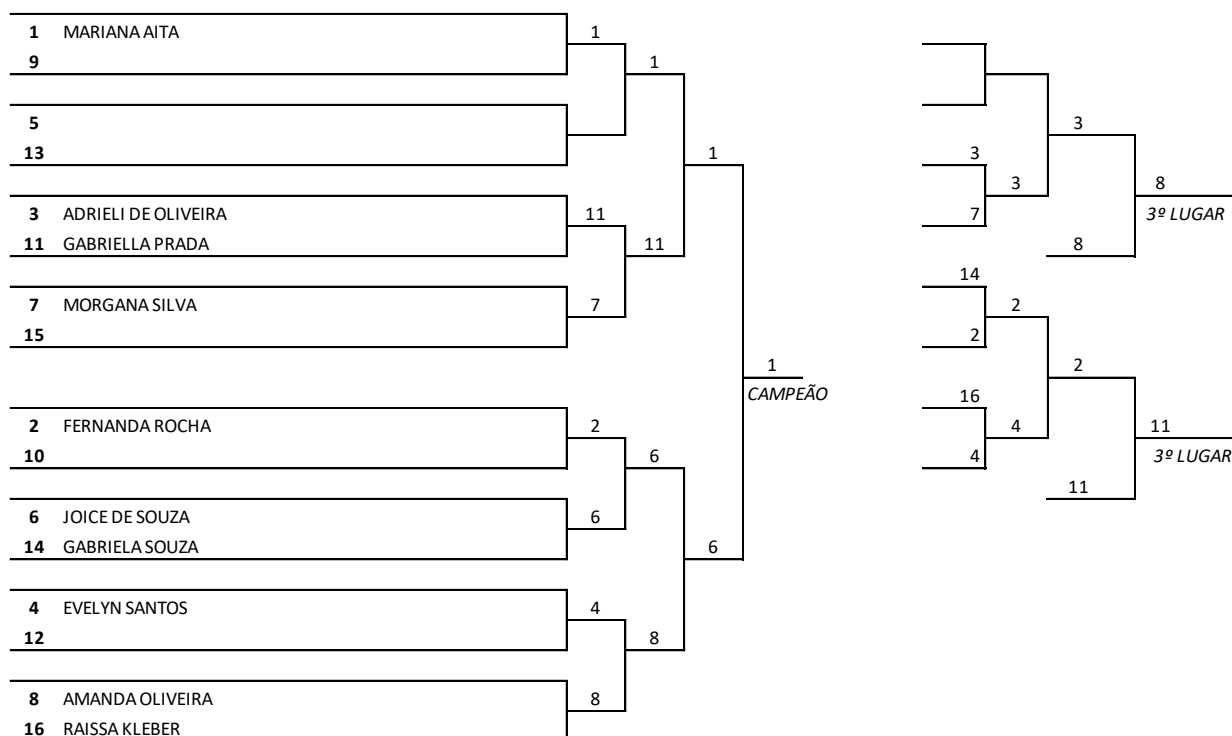 1 MARIANA AITA
9
5
13
3 ADRIELI DE OLIVEIRA
11 GABRIELLA PRADA
7 MORGANA SILVA
15
2 FERNANDA ROCHA
10
6 JOICE DE SOUZA
14 GABRIELA SOUZA
4 EVELYN SANTOS
12
8 AMANDA OLIVEIRA
16 RAISSA KLEBER
1
11
7
2
6
4
8
1
11
6
8
1
6
1
CAMPEÃO
3
7
3
3
8
8
3º LUGAR
14
2
2
16
4
4
2
11
11
3º LUGAR